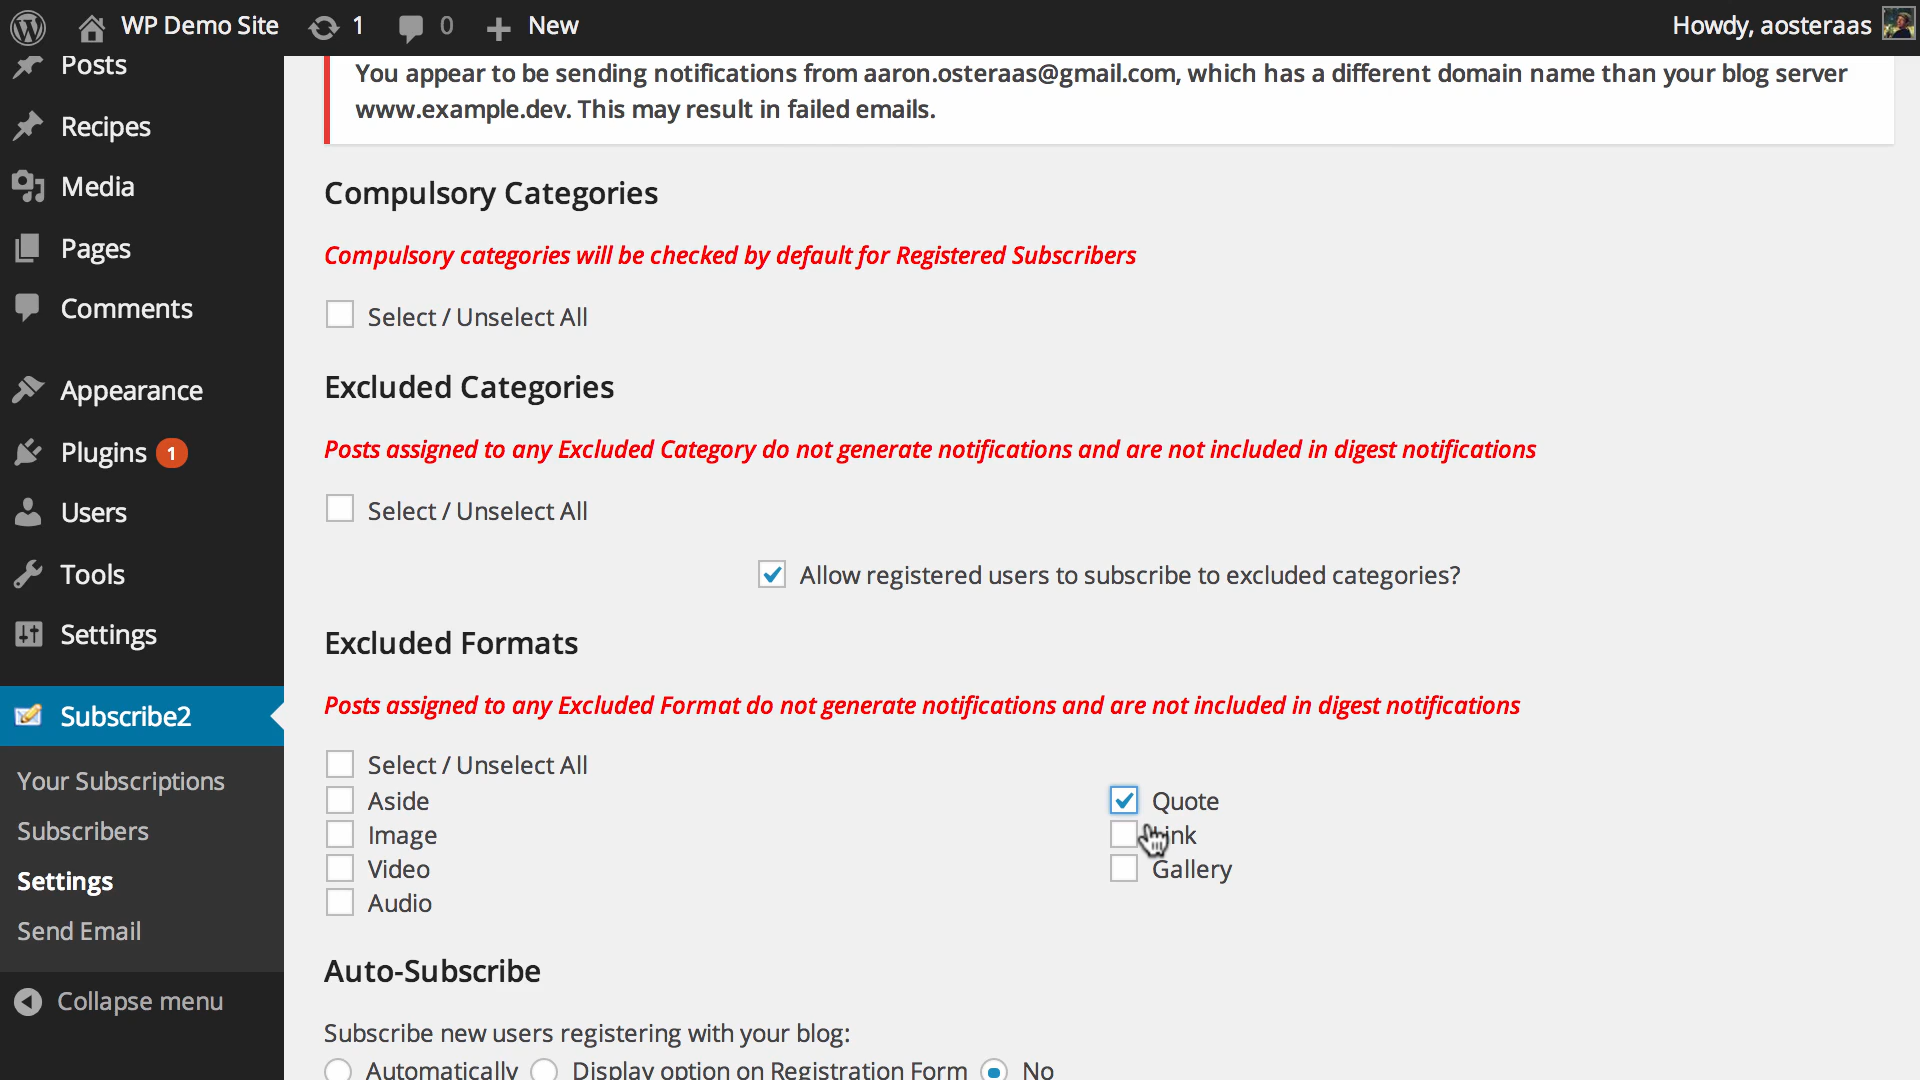 WP Demo Site 1 0 New Howdy, aosteraas
Posts
Recipes
Media
Pages
Comments
Appearance
Plugins 1
Users
Tools
Settings
Subscribe2
Your Subscriptions
Subscribers
Settings
Send Email
Collapse menu
You appear to be sending notifications from aaron.osteraas@gmail.com, which has a different domain name than your blog server
www.example.dev. This may result in failed emails.
Compulsory Categories
Compulsory categories will be checked by default for Registered Subscribers
Select / Unselect All
Excluded Categories
Posts assigned to any Excluded Category do not generate notifications and are not included in digest notifications
Select / Unselect All
Allow registered users to subscribe to excluded categories?
Excluded Formats
Posts assigned to any Excluded Format do not generate notifications and are not included in digest notifications
Select / Unselect All
Aside Quote
Image Link
Video Gallery
Audio
Auto-Subscribe
Subscribe new users registering with your blog:
Automatically Display option on Registration Form No